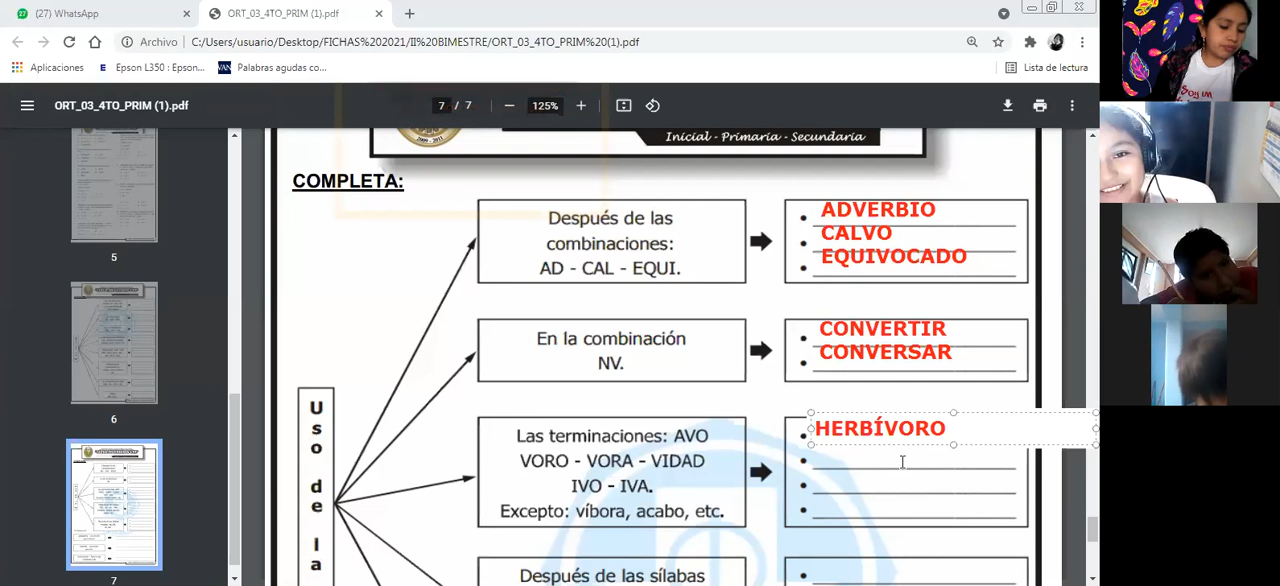 (27) WhatsApp
ORT_03_4TO_PRIM (1).pdf
Archivo
C:/Users/usuario/Desktop/FICHAS%202021/II%20BIMESTRE/ORT_03_4TO_PRIM%20(1).pdf
Aplicaciones
Epson L350 : Epson...
Palabras agudas co...
Lista de lectura
ORT_03_4TO_PRIM (1).pdf
7 / 7
125%
Inicial - Primaria - Secundaria
5
6
7
COMPLETA:
Después de las
combinaciones:
AD - CAL - EQUI.
ADVERBIO
CALVO
EQUIVOCADO
En la combinación
NV.
CONVERTIR
CONVERSAR
Uso de la
Las terminaciones: AVO
VORO - VORA - VIDAD
IVO - IVA.
Excepto: víbora, acabo, etc.
HERBÍVORO
Después de las sílabas